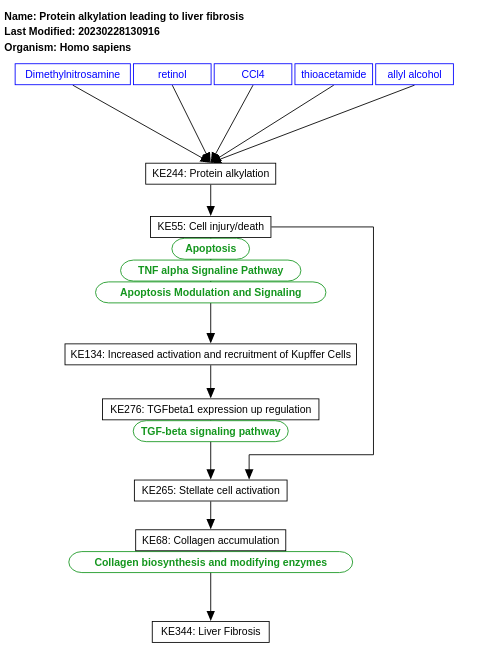 Name: Protein alkylation leading to liver fibrosis
Last Modified: 20230228130916
Organism: Homo sapiens
Dimethylnitrosamine
retinol
CCl4
thioacetamide
allyl alcohol
KE244: Protein alkylation
KE55: Cell injury/death
Apoptosis
TNF alpha Signaline Pathway
Apoptosis Modulation and Signaling
KE134: Increased activation and recruitment of Kupffer Cells
KE276: TGFbeta1 expression up regulation
TGF-beta signaling pathway
KE265: Stellate cell activation
KE68: Collagen accumulation
Collagen biosynthesis and modifying enzymes
KE344: Liver Fibrosis